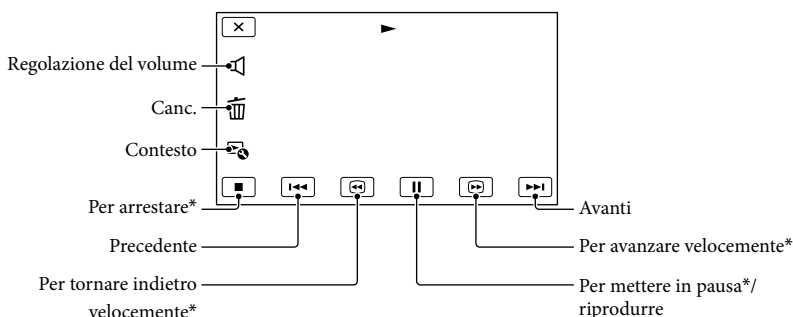 Regolazione del volume
Canc.
Contesto
Per arrestare*
Precedente
Per tornare indietro
velocemente*
Avanti
Per avanzare velocemente*
Per mettere in pausa*/
riprodurre